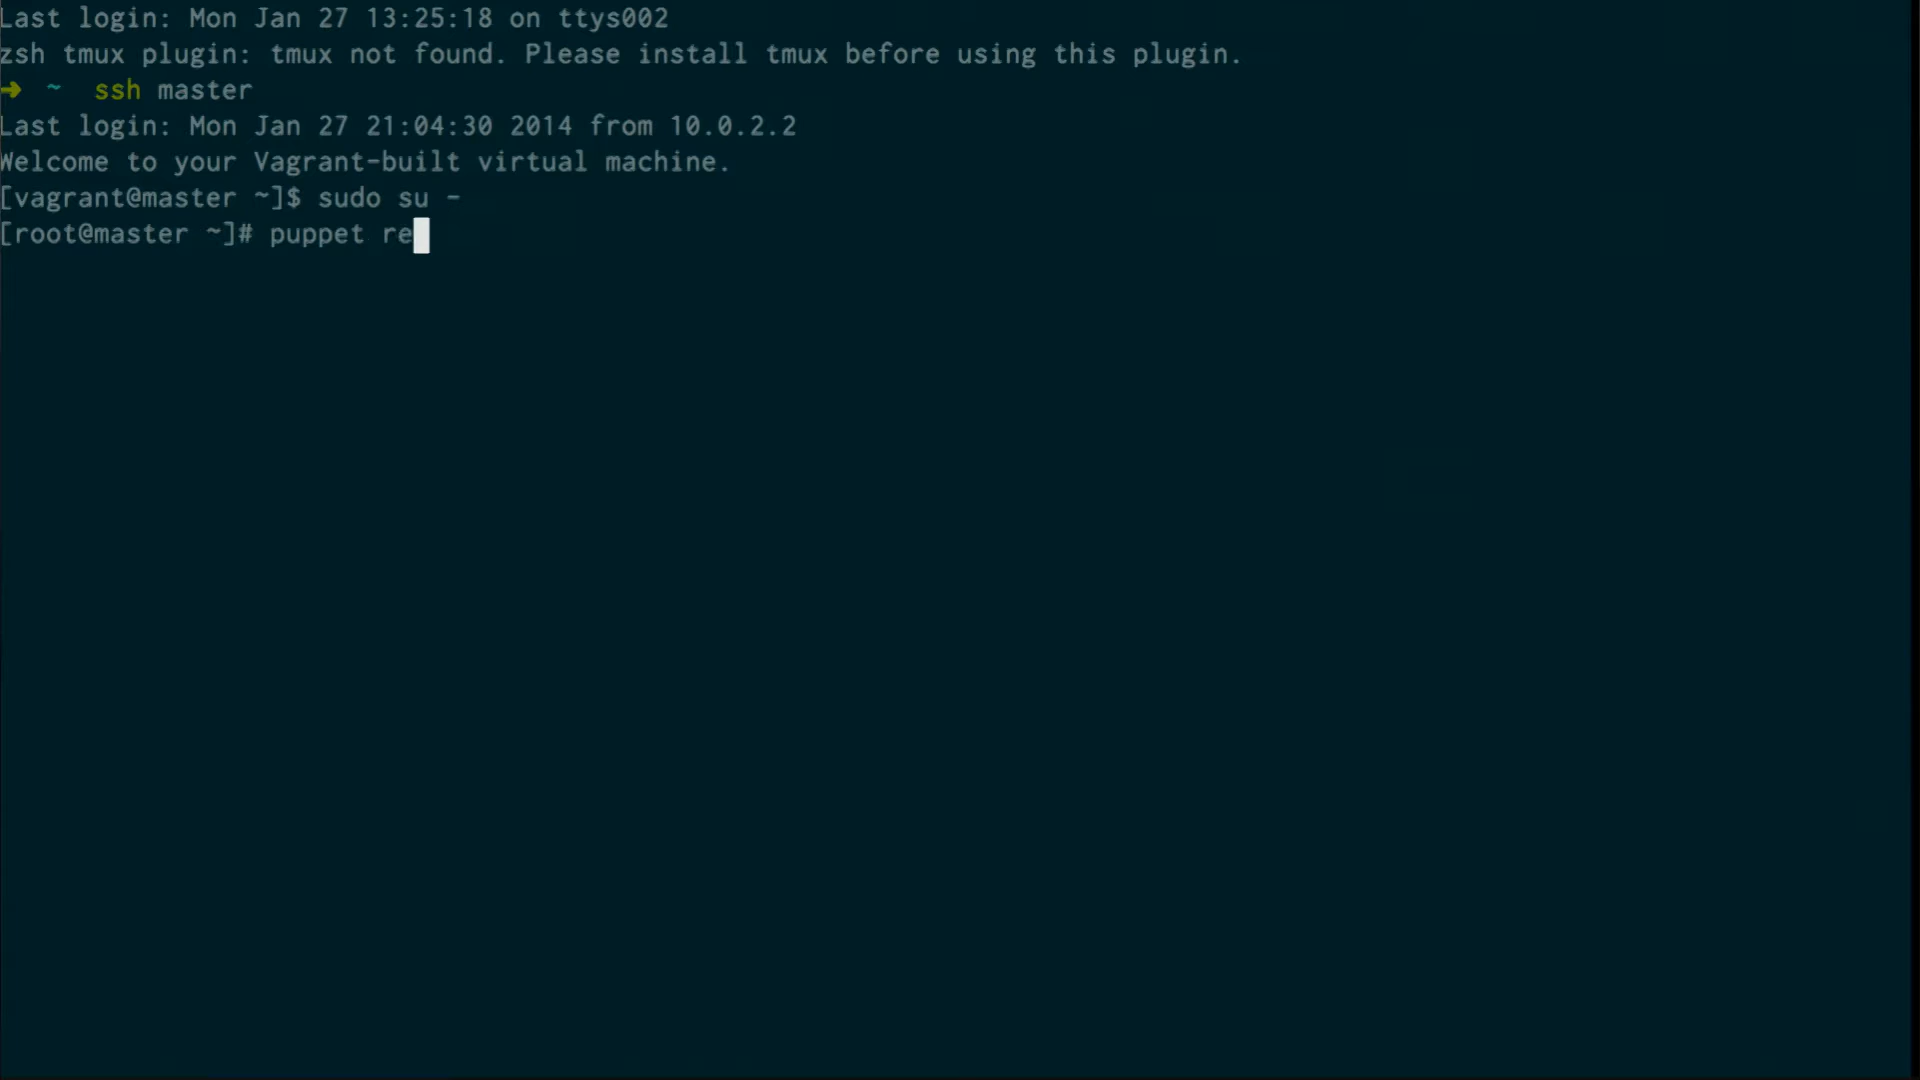 Last login: Mon Jan 27 13:25:18 on ttys002
zsh tmux plugin: tmux not found. Please install tmux before using this plugin.
➜ ~ ssh master
Last login: Mon Jan 27 21:04:30 2014 from 10.0.2.2
Welcome to your Vagrant-built virtual machine.
[vagrant@master ~]$ sudo su -
[root@master ~]# puppet re